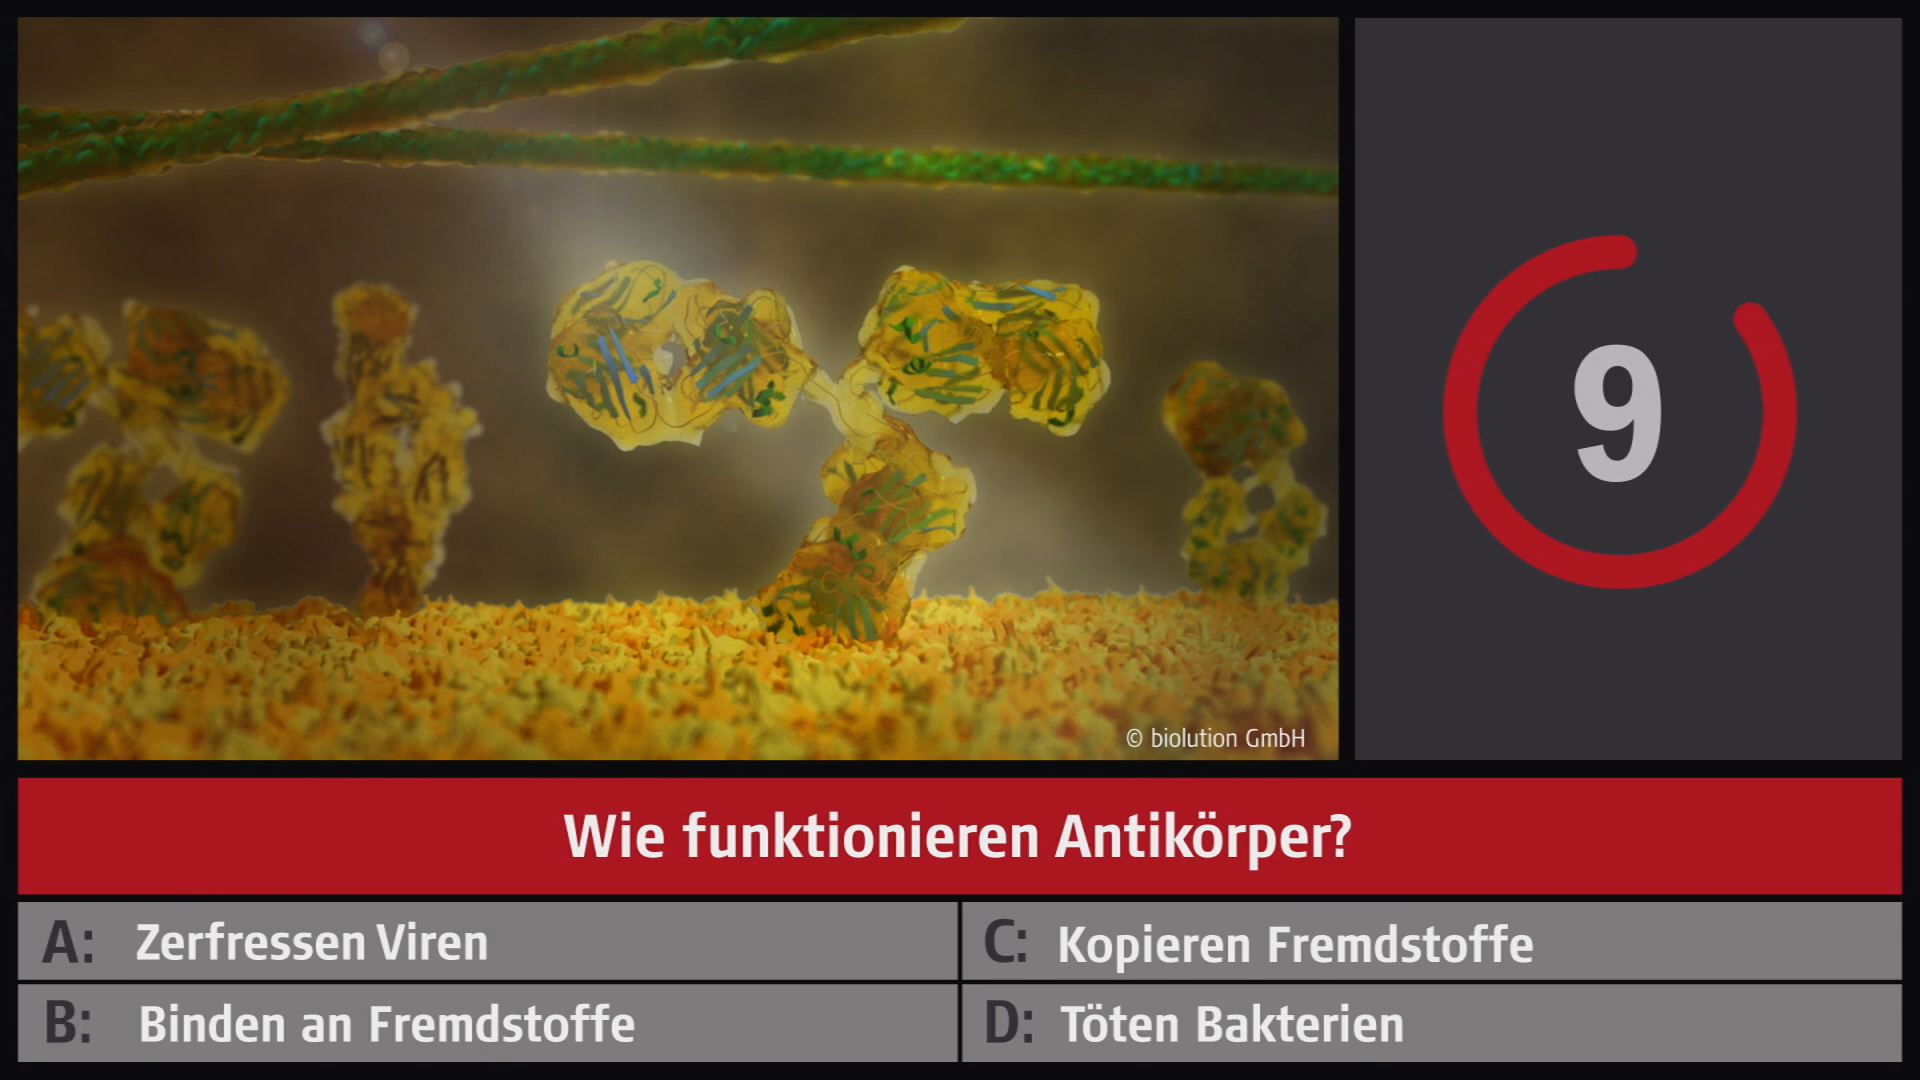 9
© biolution GmbH
Wie funktionieren Antikörper?
A: Zerfressen Viren
B: Binden an Fremdstoffe
C: Kopieren Fremdstoffe
D: Töten Bakterien